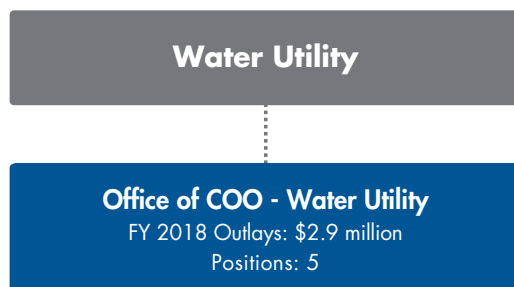 Water Utility
Office of COO - Water Utility
FY 2018 Outlays: $2.9 million
Positions: 5